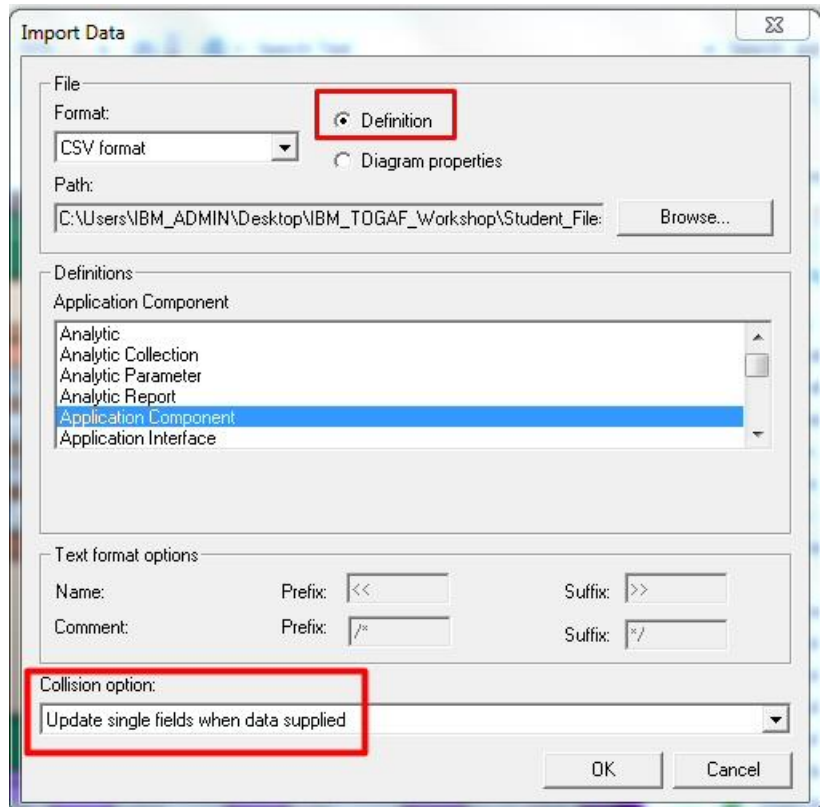 Import Data
File
Format:
Definition
CSV format
Diagram properties
Path:
C:\Users\IBM_ADMIN\Desktop\IBM_TOGAF_Workshop\Student_File:
Browse...
Definitions
Application Component
Analytic
Analytic Collection
Analytic Parameter
Analytic Report
Application Component
Application Interface
Text format options
Name: Prefix: << Suffix: >>
Comment: Prefix: /* Suffix: */
Collision option:
Update single fields when data supplied
OK Cancel